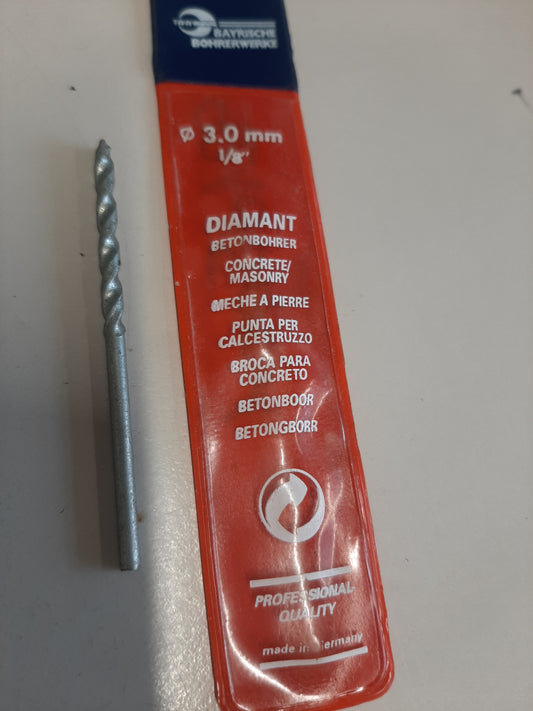 BAYRISCHE
BOHRERWERKE
Ø 3.0 mm
1/8"
DIAMANT
BETONBOHRER
CONCRETE/
MASONRY
MECHE A PIERRE
PUNTA PER
CALCESTRUZZO
BROCA PARA
CONCRETO
BETONBOOR
BETONGBORR
PROFESSIONAL
QUALITY
made in Germany